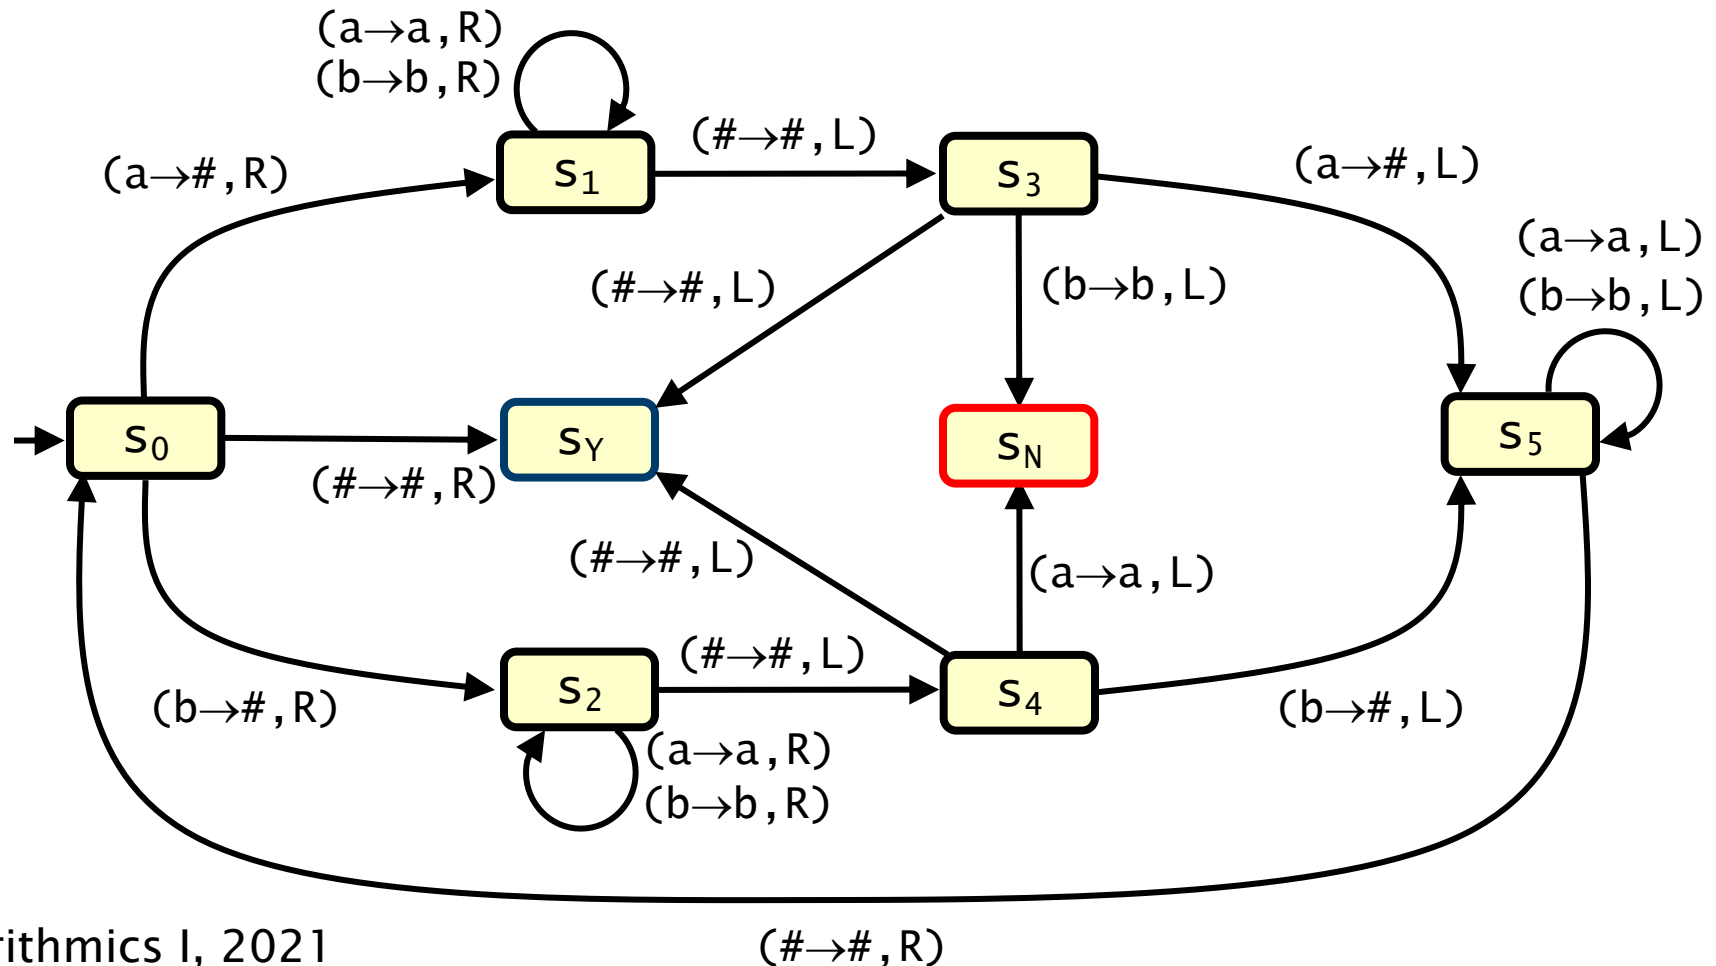 (a→a,R)
(b→b,R)
(#→#,L)
(a→#,R)
s1
s3
(a→#,L)
(a→a,L)
(b→b,L)
(#→#,L)
(b→b,L)
s0
sY
sN
s5
(#→#,R)
(#→#,L)
(a→a,L)
(#→#,L)
(b→#,R)
s2
s4
(b→#,L)
(a→a,R)
(b→b,R)
rithmics I, 2021
(#→#,R)